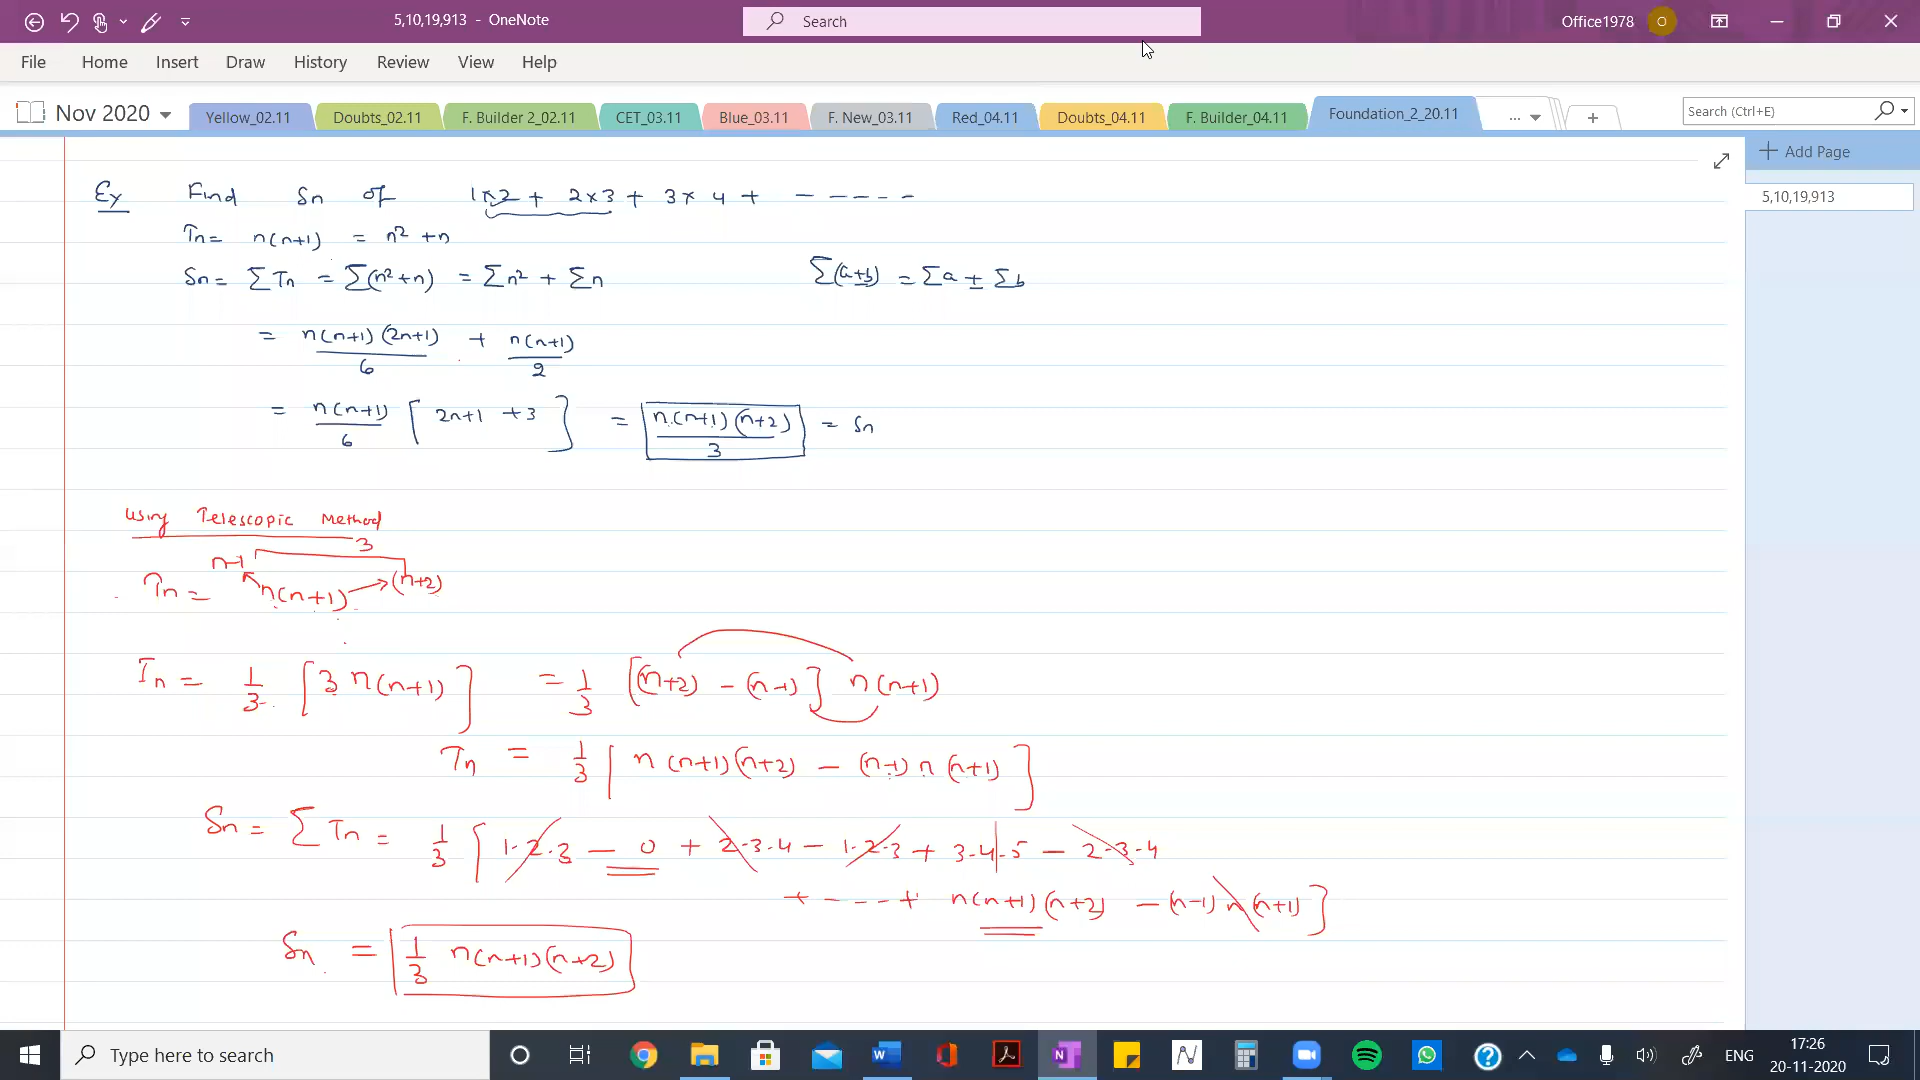 5,10,19,913 - OneNote
Search
Office1978
O
File Home Insert Draw History Review View Help
Nov 2020
Yellow_02.11 Doubts_02.11 F. Builder 2_02.11 CET_03.11 Blue_03.11 F. New_03.11 Red_04.11 Doubts_04.11 F. Builder_04.11 Foundation_2_20.11 ...
Search (Ctrl+E)
Add Page
5,10,19,913
Ex Find Sn of 1×2 + 2×3 + 3×4 + - - - - -
Tn = n(n+1) = n² + n
Sn = ∑Tn = ∑(n²+n) = ∑n² + ∑n
∑(a±b) = ∑a ± ∑b
= n(n+1)(2n+1)/6 + n(n+1)/2
= n(n+1)/6 [2n+1 +3] = n(n+1)(n+2)/3 = Sn
Using Telescopic Method
3
n-1
Tn = n(n+1) (n+2)
Tn = 1/3 [3 n(n+1)] = 1/3 [(n+2) - (n-1)] n(n+1)
Tn = 1/3 [n(n+1)(n+2) - (n-1) n (n+1)]
Sn = ∑Tn = 1/3 [1·2·3 - 0 + 2·3·4 - 1·2·3 + 3·4·5 - 2·3·4
+ - - - + n(n+1)(n+2) - (n-1) n (n+1)]
Sn = 1/3 n(n+1)(n+2)
Type here to search
ENG
17:26
20-11-2020